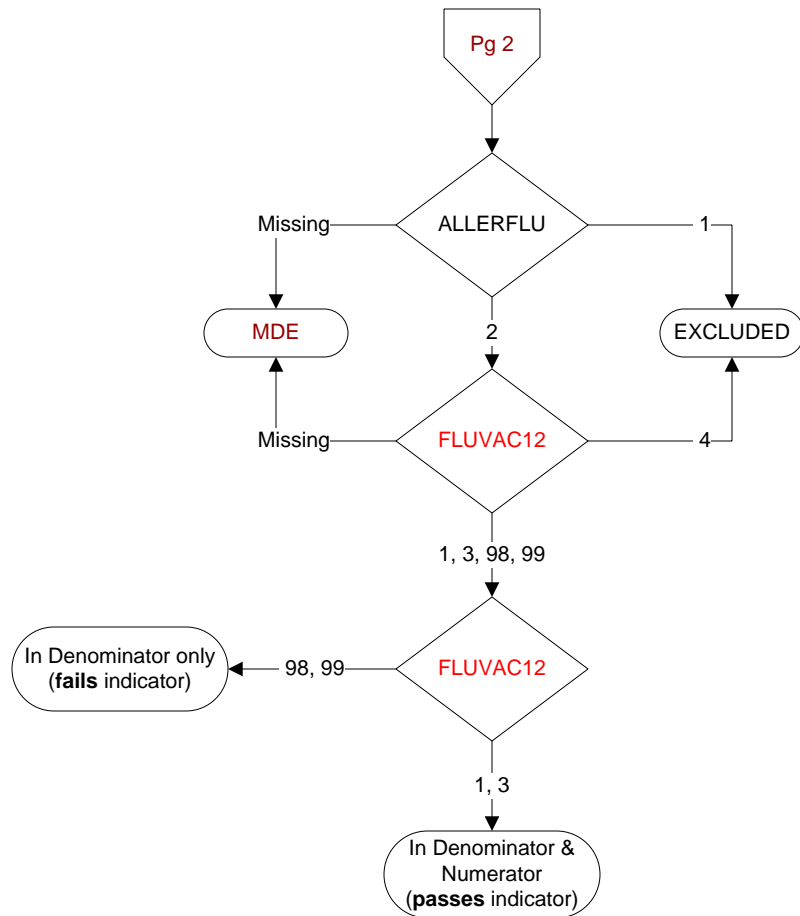 Pg 2
ALLERFLU
Missing
1
MDE
2
EXCLUDED
FLUVAC12
Missing
4
1, 3, 98, 99
In Denominator only
(fails indicator)
98, 99
FLUVAC12
1, 3
In Denominator &
Numerator
(passes indicator)